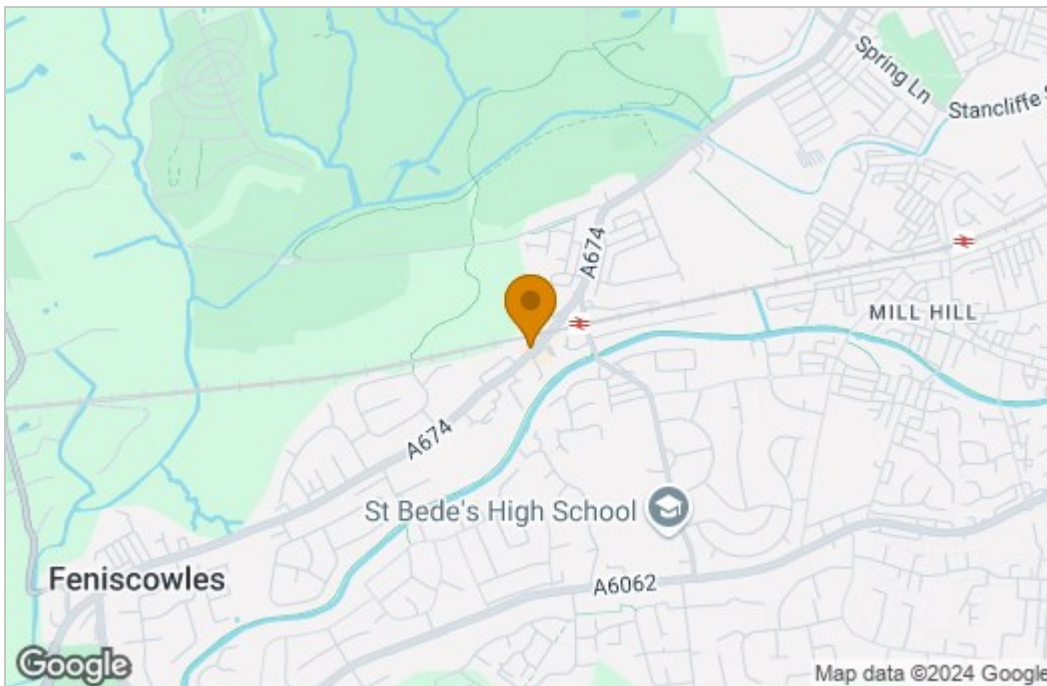 Spring Ln
Stancliffe S
A674
MILL HILL
A674
St Bede's High School
Feniscowles
A6062
Google
Map data ©2024 Google